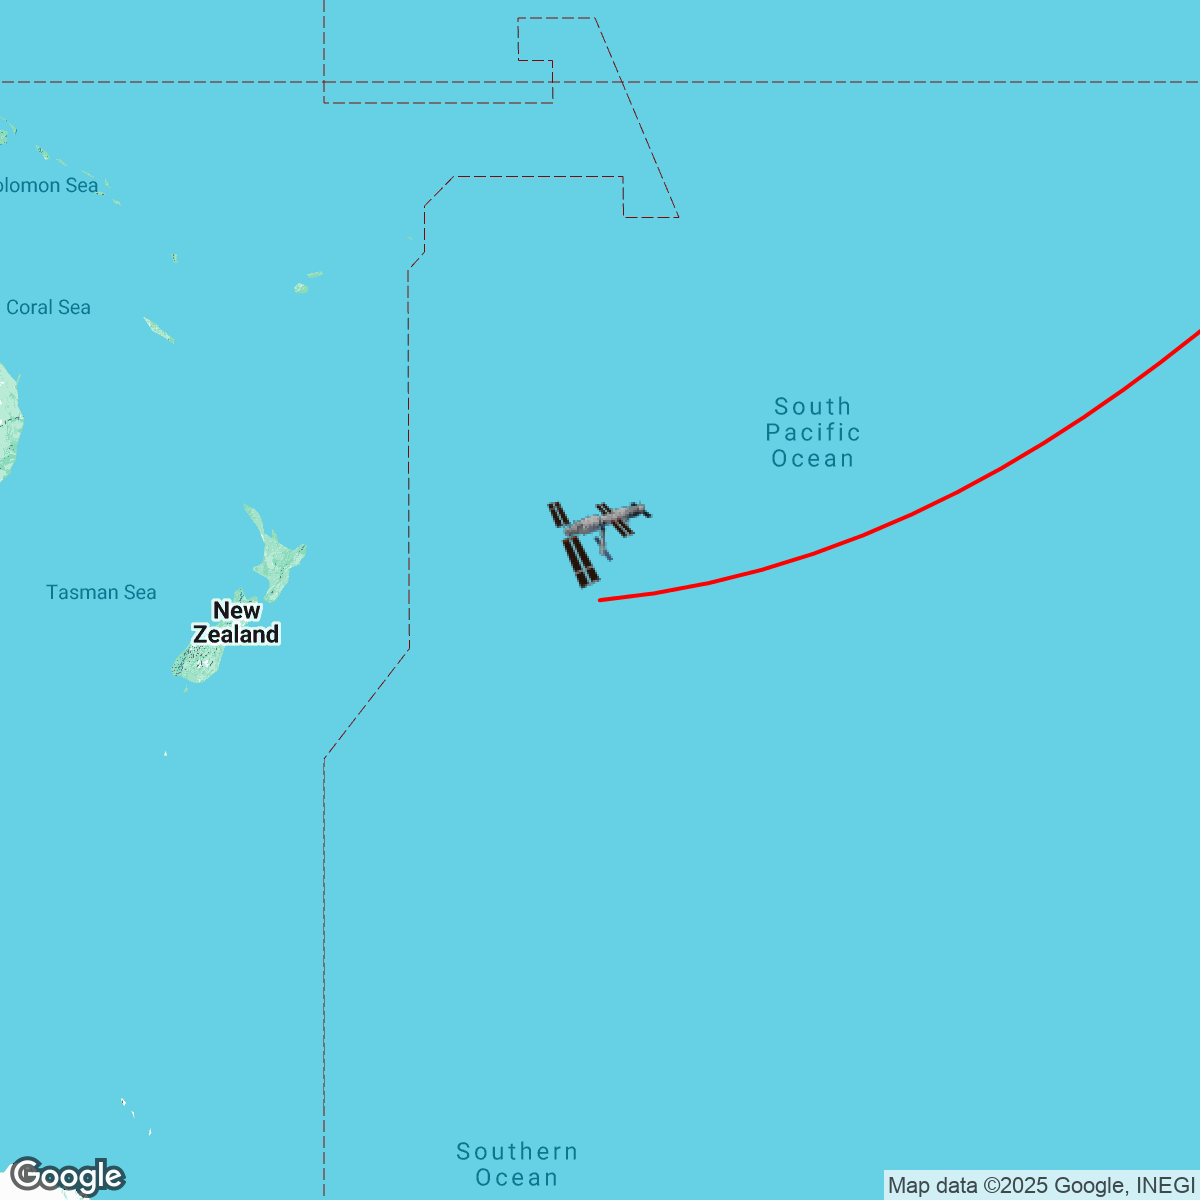 olomon Sea
Coral Sea
South
Pacific
Ocean
Tasman Sea
New
Zealand
Southern
Ocean
Google
Map data ©2025 Google, INEGI